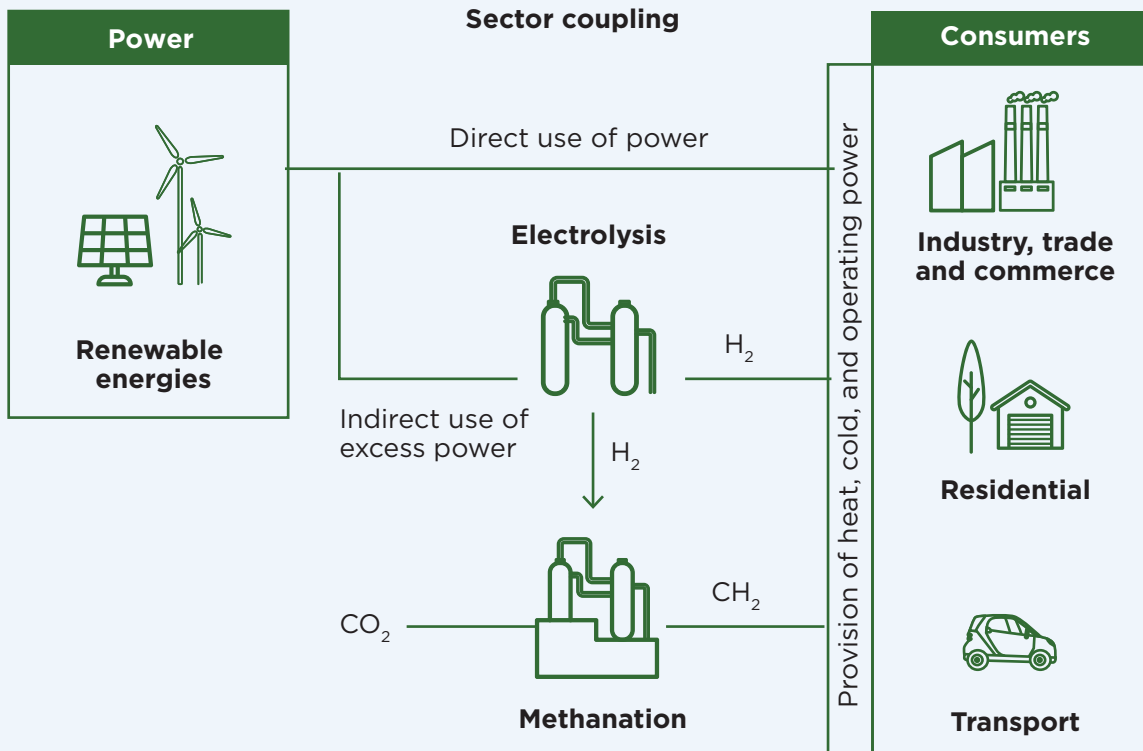 Sector coupling
Power
Renewable
energies
Direct use of power
Electrolysis
H₂
Indirect use of
excess power
H₂
CO₂
CH₂
Methanation
Provision of heat, cold, and operating power
Consumers
Industry, trade
and commerce
Residential
Transport